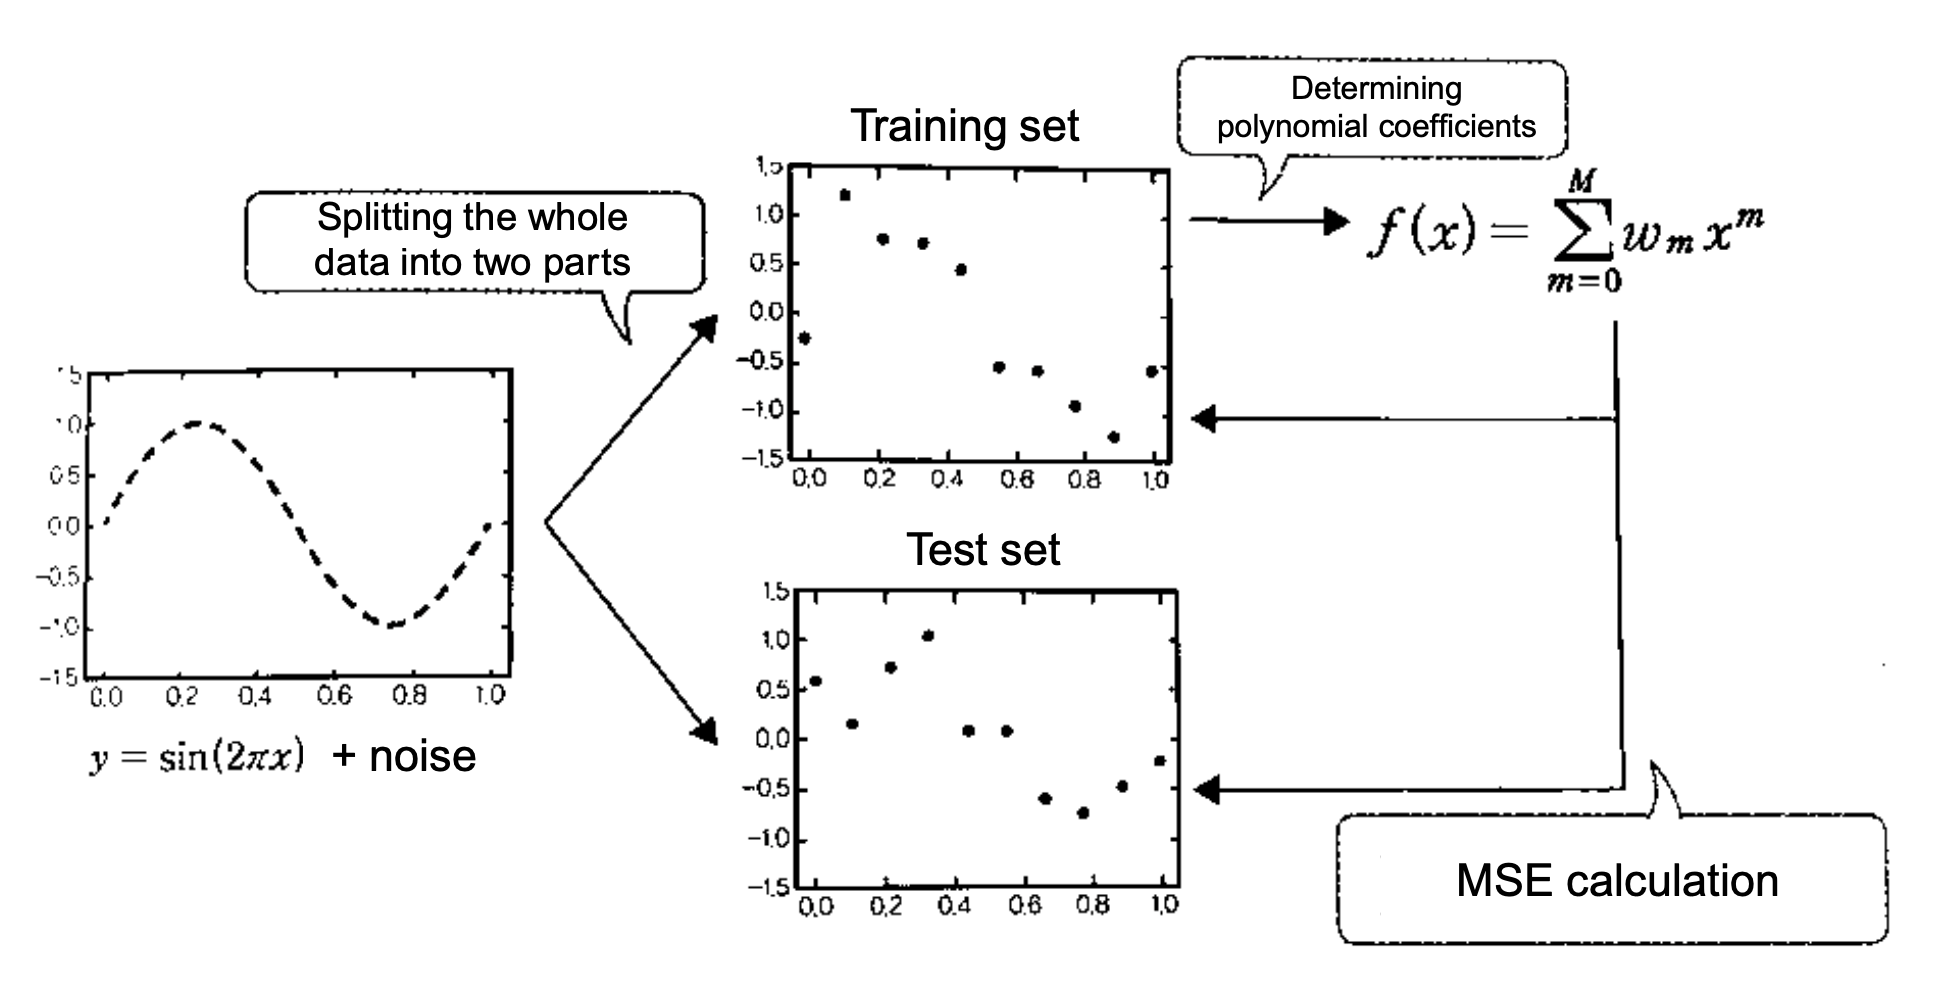 Determining
polynomial coefficients
Training set
f(x) = \sum_{m=0}^{M} w_m x^m
Splitting the whole
data into two parts
1.5
1.0
0.5
0.0
−0.5
−1.0
−1.5
0.0 0.2 0.4 0.6 0.8 1.0
1.0
0.5
0.0
−0.5
−1.0
−1.5
0.0 0.2 0.4 0.6 0.8 1.0
y = sin(2πx) + noise
Test set
1.5
1.0
0.5
0.0
−0.5
−1.0
−1.5
0.0 0.2 0.4 0.6 0.8 1.0
MSE calculation